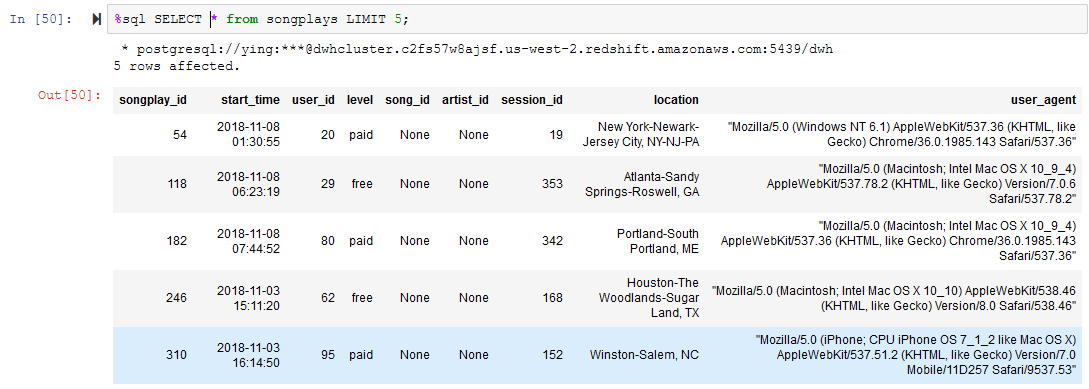 In [50]: %sql SELECT * from songplays LIMIT 5;
* postgresql://ying:***@dwhcluster.c2fs57w8ajsf.us-west-2.redshift.amazonaws.com:5439/dwh
5 rows affected.
Out[50]:
songplay_id start_time user_id level song_id artist_id session_id location user_agent
54 2018-11-08 01:30:55 20 paid None None 19 New York-Newark-Jersey City, NY-NJ-PA "Mozilla/5.0 (Windows NT 6.1) AppleWebKit/537.36 (KHTML, like Gecko) Chrome/36.0.1985.143 Safari/537.36"
118 2018-11-08 06:23:19 29 free None None 353 Atlanta-Sandy Springs-Roswell, GA "Mozilla/5.0 (Macintosh; Intel Mac OS X 10_9_4) AppleWebKit/537.78.2 (KHTML, like Gecko) Version/7.0.6 Safari/537.78.2"
182 2018-11-08 07:44:52 80 paid None None 342 Portland-South Portland, ME "Mozilla/5.0 (Macintosh; Intel Mac OS X 10_9_4) AppleWebKit/537.36 (KHTML, like Gecko) Chrome/36.0.1985.143 Safari/537.36"
246 2018-11-03 15:11:20 62 free None None 168 Houston-The Woodlands-Sugar Land, TX "Mozilla/5.0 (Macintosh; Intel Mac OS X 10_10) AppleWebKit/538.46 (KHTML, like Gecko) Version/8.0 Safari/538.46"
310 2018-11-03 16:14:50 95 paid None None 152 Winston-Salem, NC "Mozilla/5.0 (iPhone; CPU iPhone OS 7_1_2 like Mac OS X) AppleWebKit/537.51.2 (KHTML, like Gecko) Version/7.0 Mobile/11D257 Safari/9537.53"